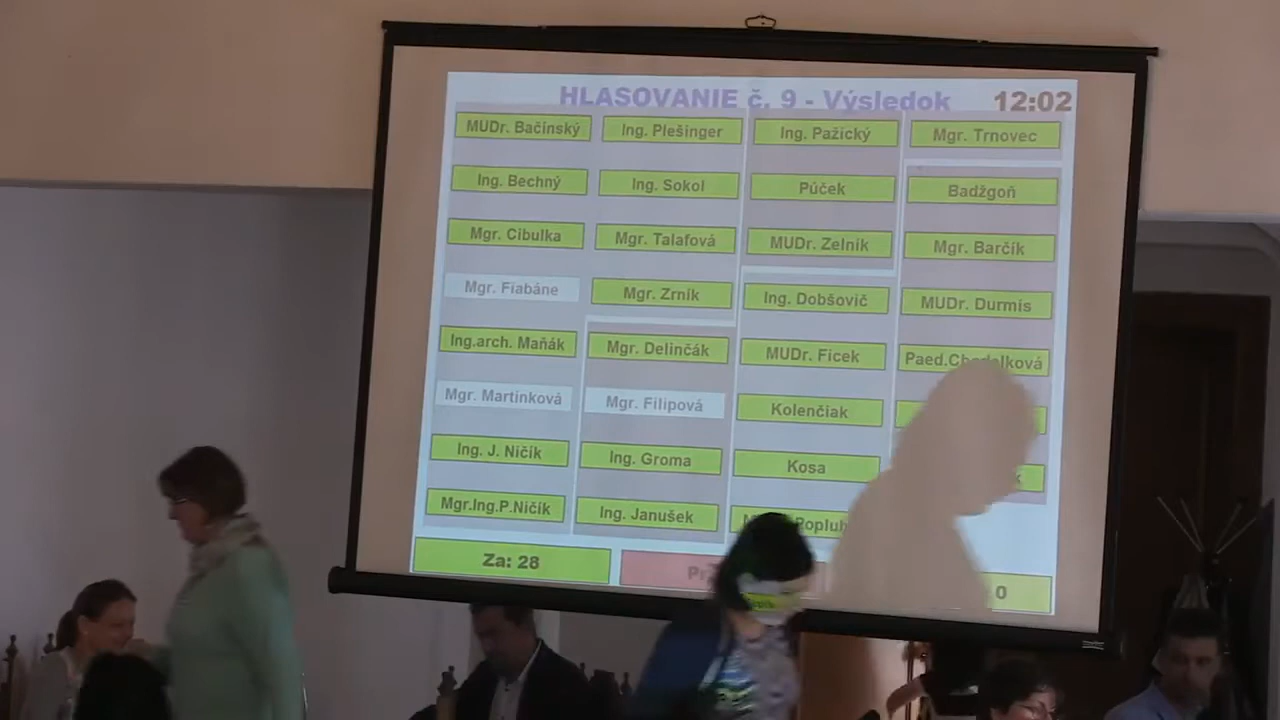 HLASOVANIE č. 9 - Výsledok 12:02
MUDr. Bačínský Ing. Plešinger Ing. Pažický Mgr. Trnovec
Ing. Bechný Ing. Sokol Púček Badžgoň
Mgr. Cibulka Mgr. Talafová MUDr. Zelník Mgr. Barčík
Mgr. Fiabáne Mgr. Zrník Ing. Dobšovič MUDr. Durmis
Ing.arch. Maňák Mgr. Delinčák MUDr. Ficek
Mgr. Martinková Mgr. Filipová Kolenčiak
Ing. J. Ničík Ing. Groma Kosa
Mgr.Ing.P.Ničík Ing. Janušek
Za: 28 0